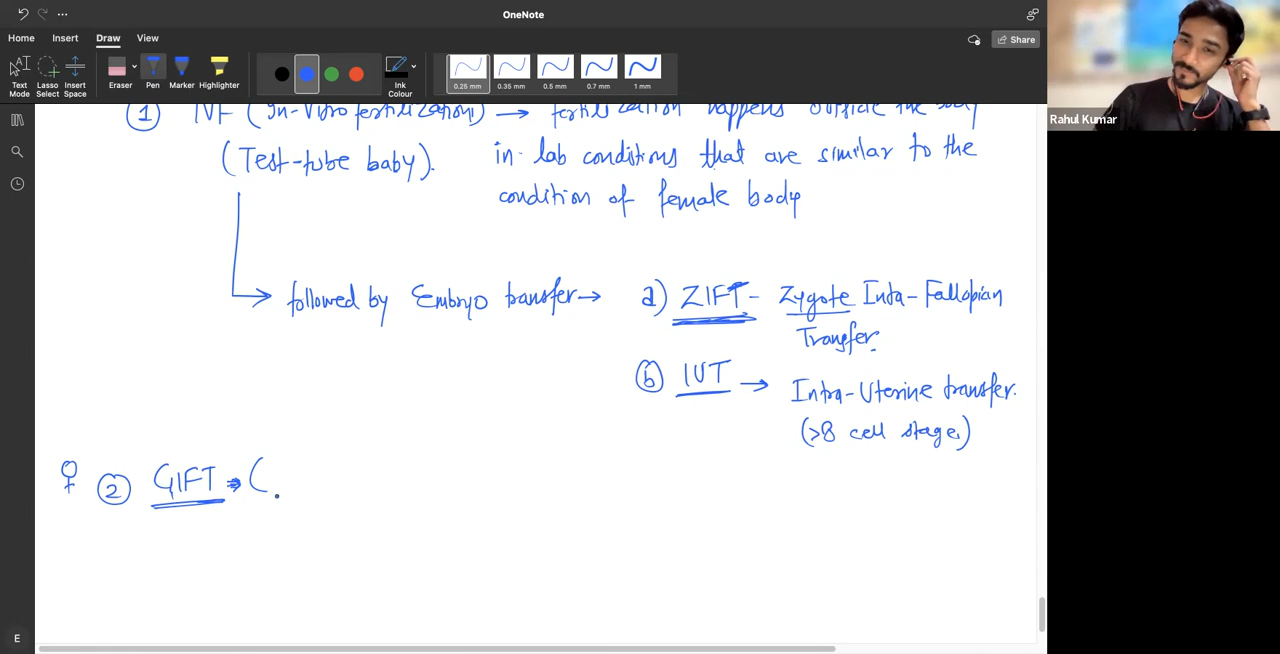 OneNote
Home Insert Draw View
Share
Text Mode Lasso Select Insert Space Eraser Pen Marker Highlighter Ink Colour 0.25 mm 0.35 mm 0.5 mm 0.7 mm 1 mm
Rahul Kumar
① IVF (In-Vitro fertilization) → fertilization happens outside the body
(Test-tube baby). in lab conditions that are similar to the
condition of female body
followed by Embryo transfer → a) ZIFT - Zygote Inta-Fallopian
Transfer.
ⓑ IUT → Intra-Uterine transfer.
(>8 cell stage)
♀ ② GIFT → (
E